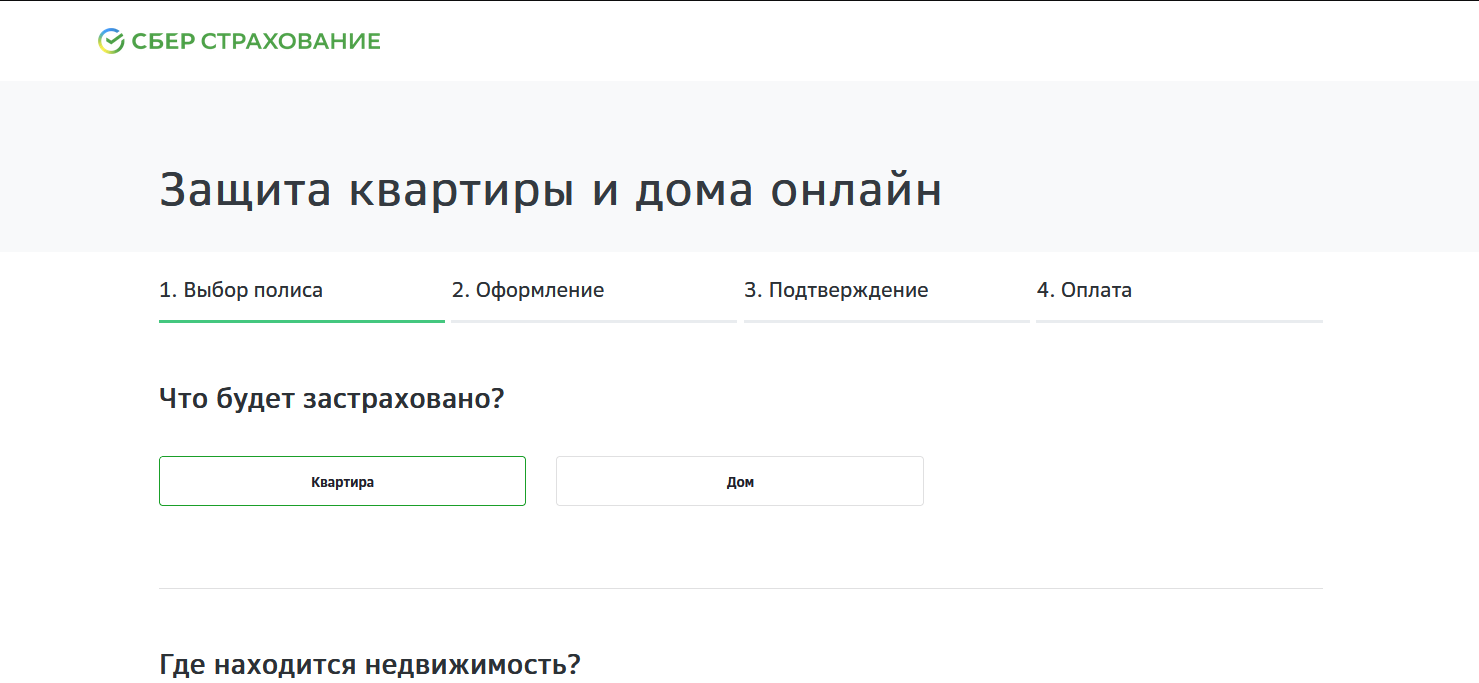 СБЕР СТРАХОВАНИЕ
Защита квартиры и дома онлайн
1. Выбор полиса
2. Оформление
3. Подтверждение
4. Оплата
Что будет застраховано?
Квартира
Дом
Где находится недвижимость?